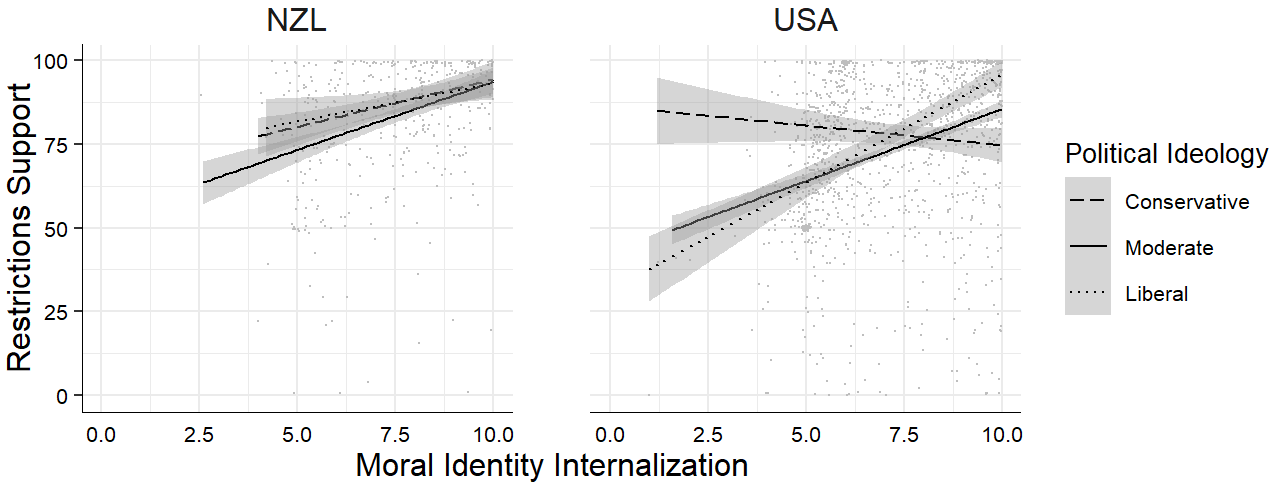 NZL
USA
Restrictions Support
100
75
50
25
0
0.0 2.5 5.0 7.5 10.0
0.0 2.5 5.0 7.5 10.0
Moral Identity Internalization
Political Ideology
Conservative
Moderate
Liberal